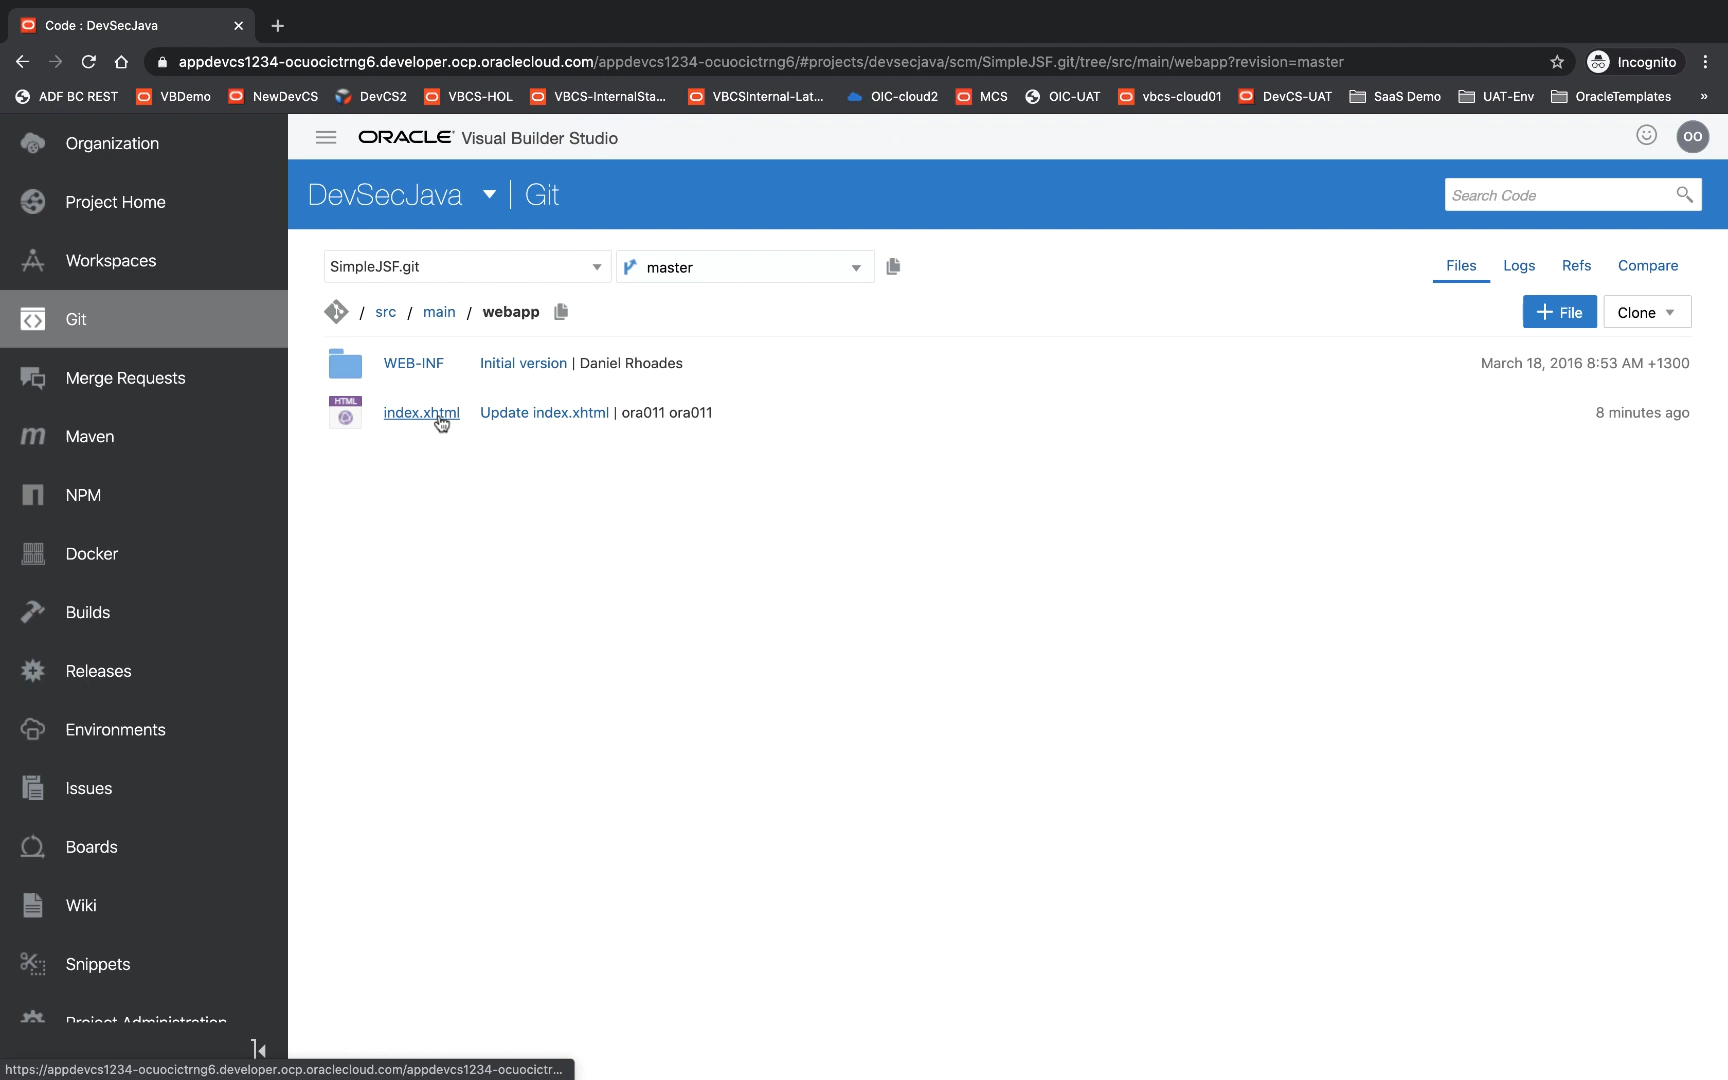 Code : DevSecJava
appdevcs1234-ocuocictrng6.developer.ocp.oraclecloud.com/appdevcs1234-ocuocictrng6/#projects/devsecjava/scm/SimpleJSF.git/tree/src/main/webapp?revision=master
Incognito
ADF BC REST
VBDemo
NewDevCS
DevCS2
VBCS-HOL
VBCS-InternalSta...
VBCSInternal-Lat...
OIC-cloud2
MCS
OIC-UAT
vbcs-cloud01
DevCS-UAT
SaaS Demo
UAT-Env
OracleTemplates
»
Organization
Project Home
Workspaces
Git
Merge Requests
Maven
NPM
Docker
Builds
Releases
Environments
Issues
Boards
Wiki
Snippets
Project Administration
ORACLE Visual Builder Studio
OO
DevSecJava | Git
Search Code
SimpleJSF.git
master
Files
Logs
Refs
Compare
/ src / main / webapp
+ File
Clone
WEB-INF Initial version | Daniel Rhoades March 18, 2016 8:53 AM +1300
HTML
index.xhtml Update index.xhtml | ora011 ora011 8 minutes ago
https://appdevcs1234-ocuocictrng6.developer.ocp.oraclecloud.com/appdevcs1234-ocuocictr...